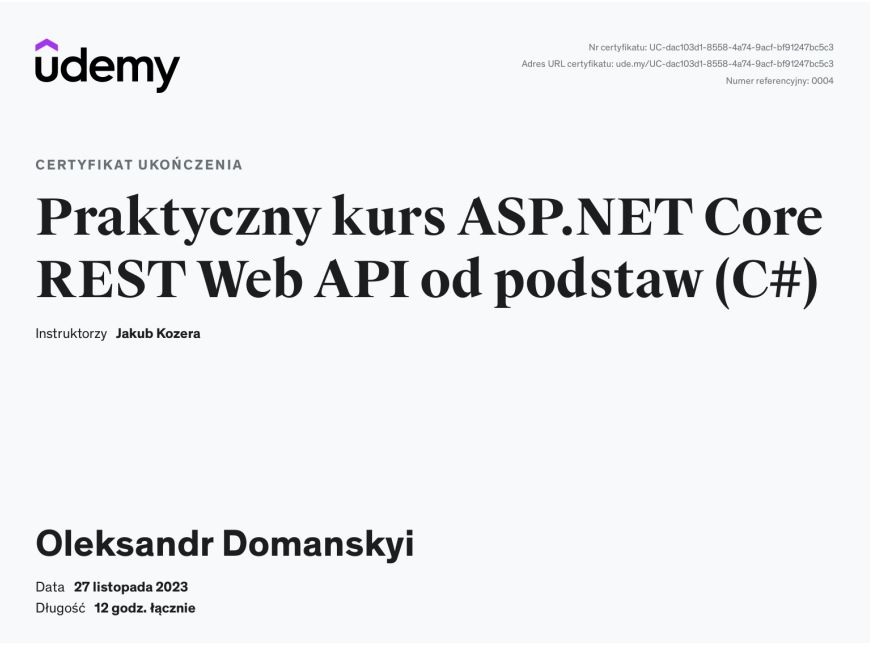 udemy
Nr certyfikatu: UC-dac103d1-8558-4a74-9acf-bf91247bc5c3
Adres URL certyfikatu: ude.my/UC-dac103d1-8558-4a74-9acf-bf91247bc5c3
Numer referencyjny: 0004
CERTYFIKAT UKOŃCZENIA
Praktyczny kurs ASP.NET Core
REST Web API od podstaw (C#)
Instruktorzy Jakub Kozera
Oleksandr Domanskyi
Data 27 listopada 2023
Długość 12 godz. łącznie